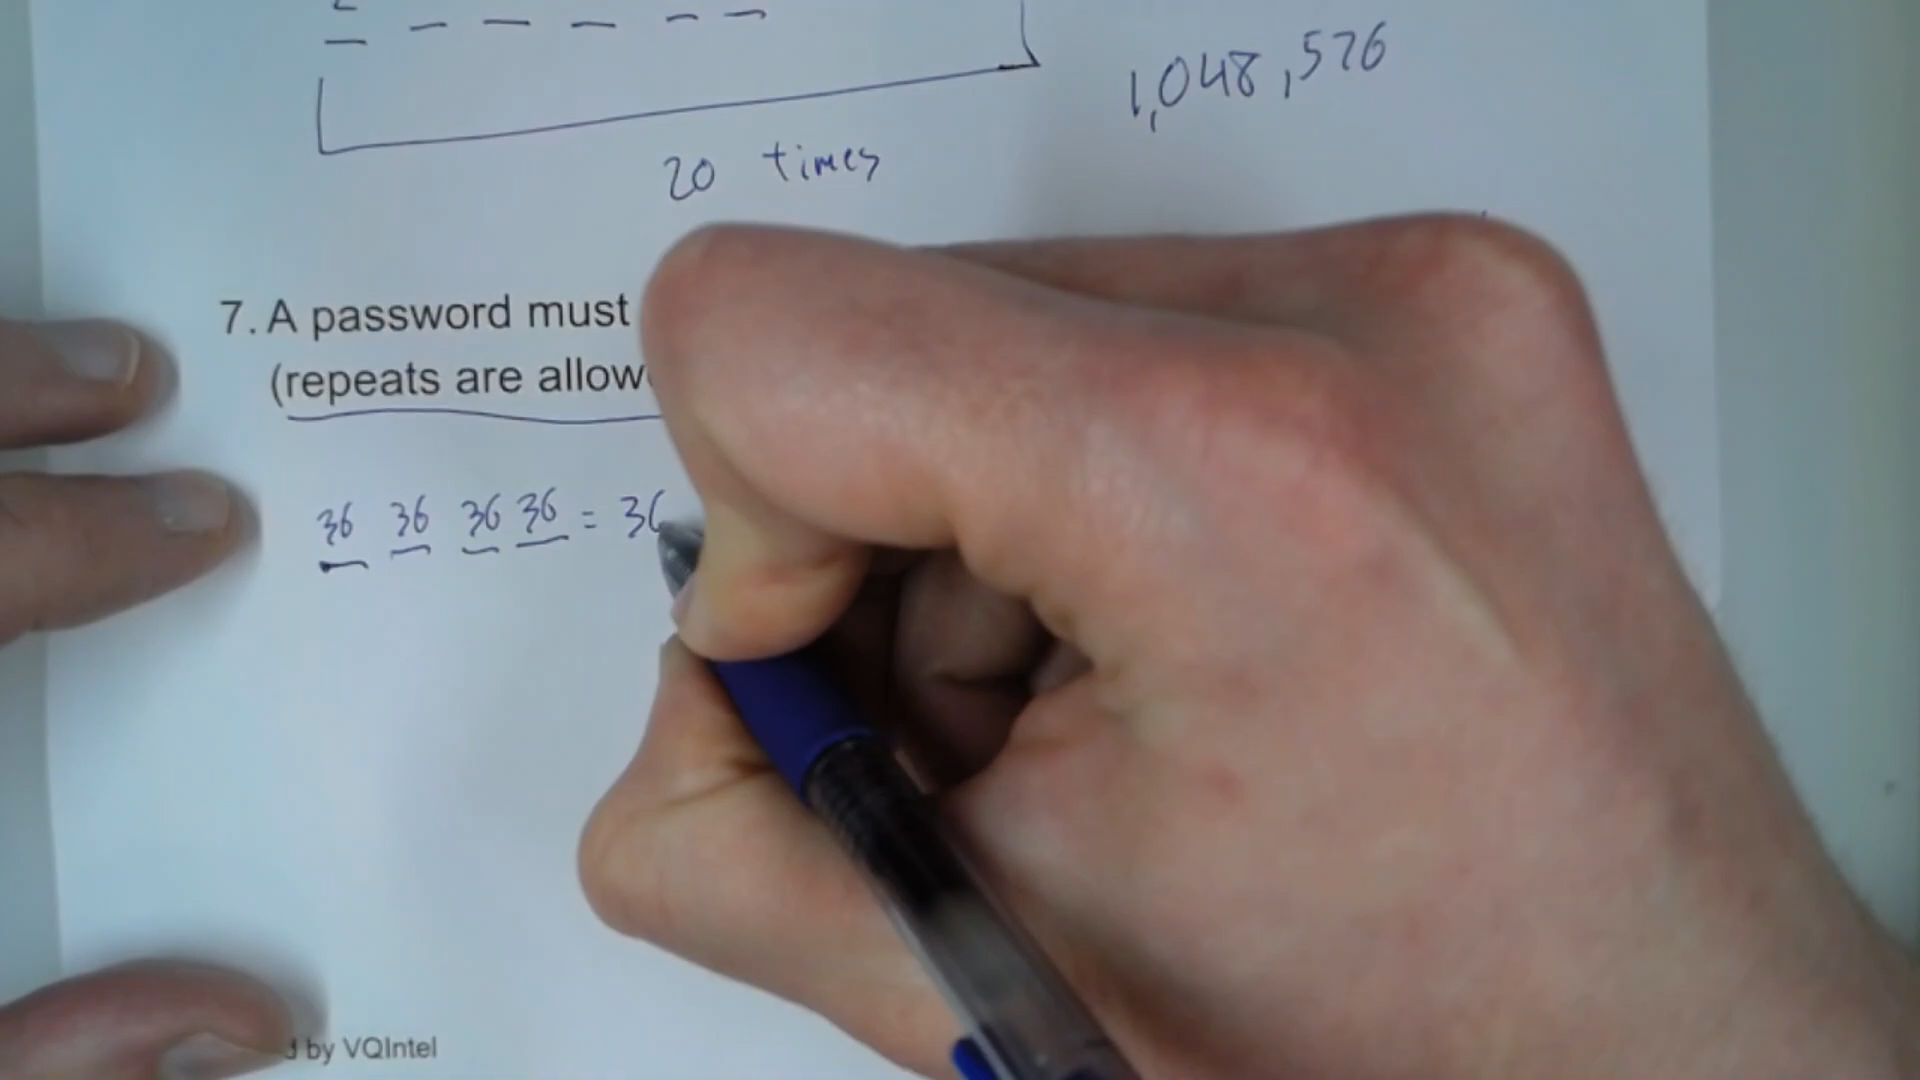 1,048,576
20 times
7. A password must
(repeats are allow
36 36 36 36 = 36
by VQIntel